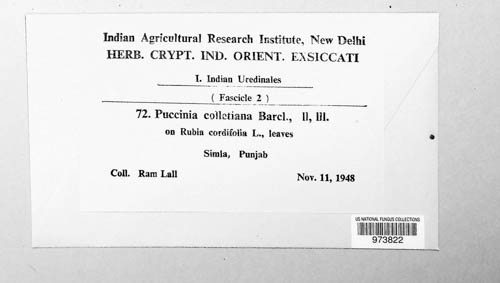 Indian Agricultural Research Institute, New Delhi
HERB. CRYPT. IND. ORIENT. EXSICCATI
I. Indian Uredinales
( Fascicle 2 )
72. Puccinia colletiana Barcl., II, III.
on Rubia cordifolia L., leaves
Simla, Punjab
Coll. Ram Lall Nov. 11, 1948
US NATIONAL FUNGUS COLLECTIONS
973822